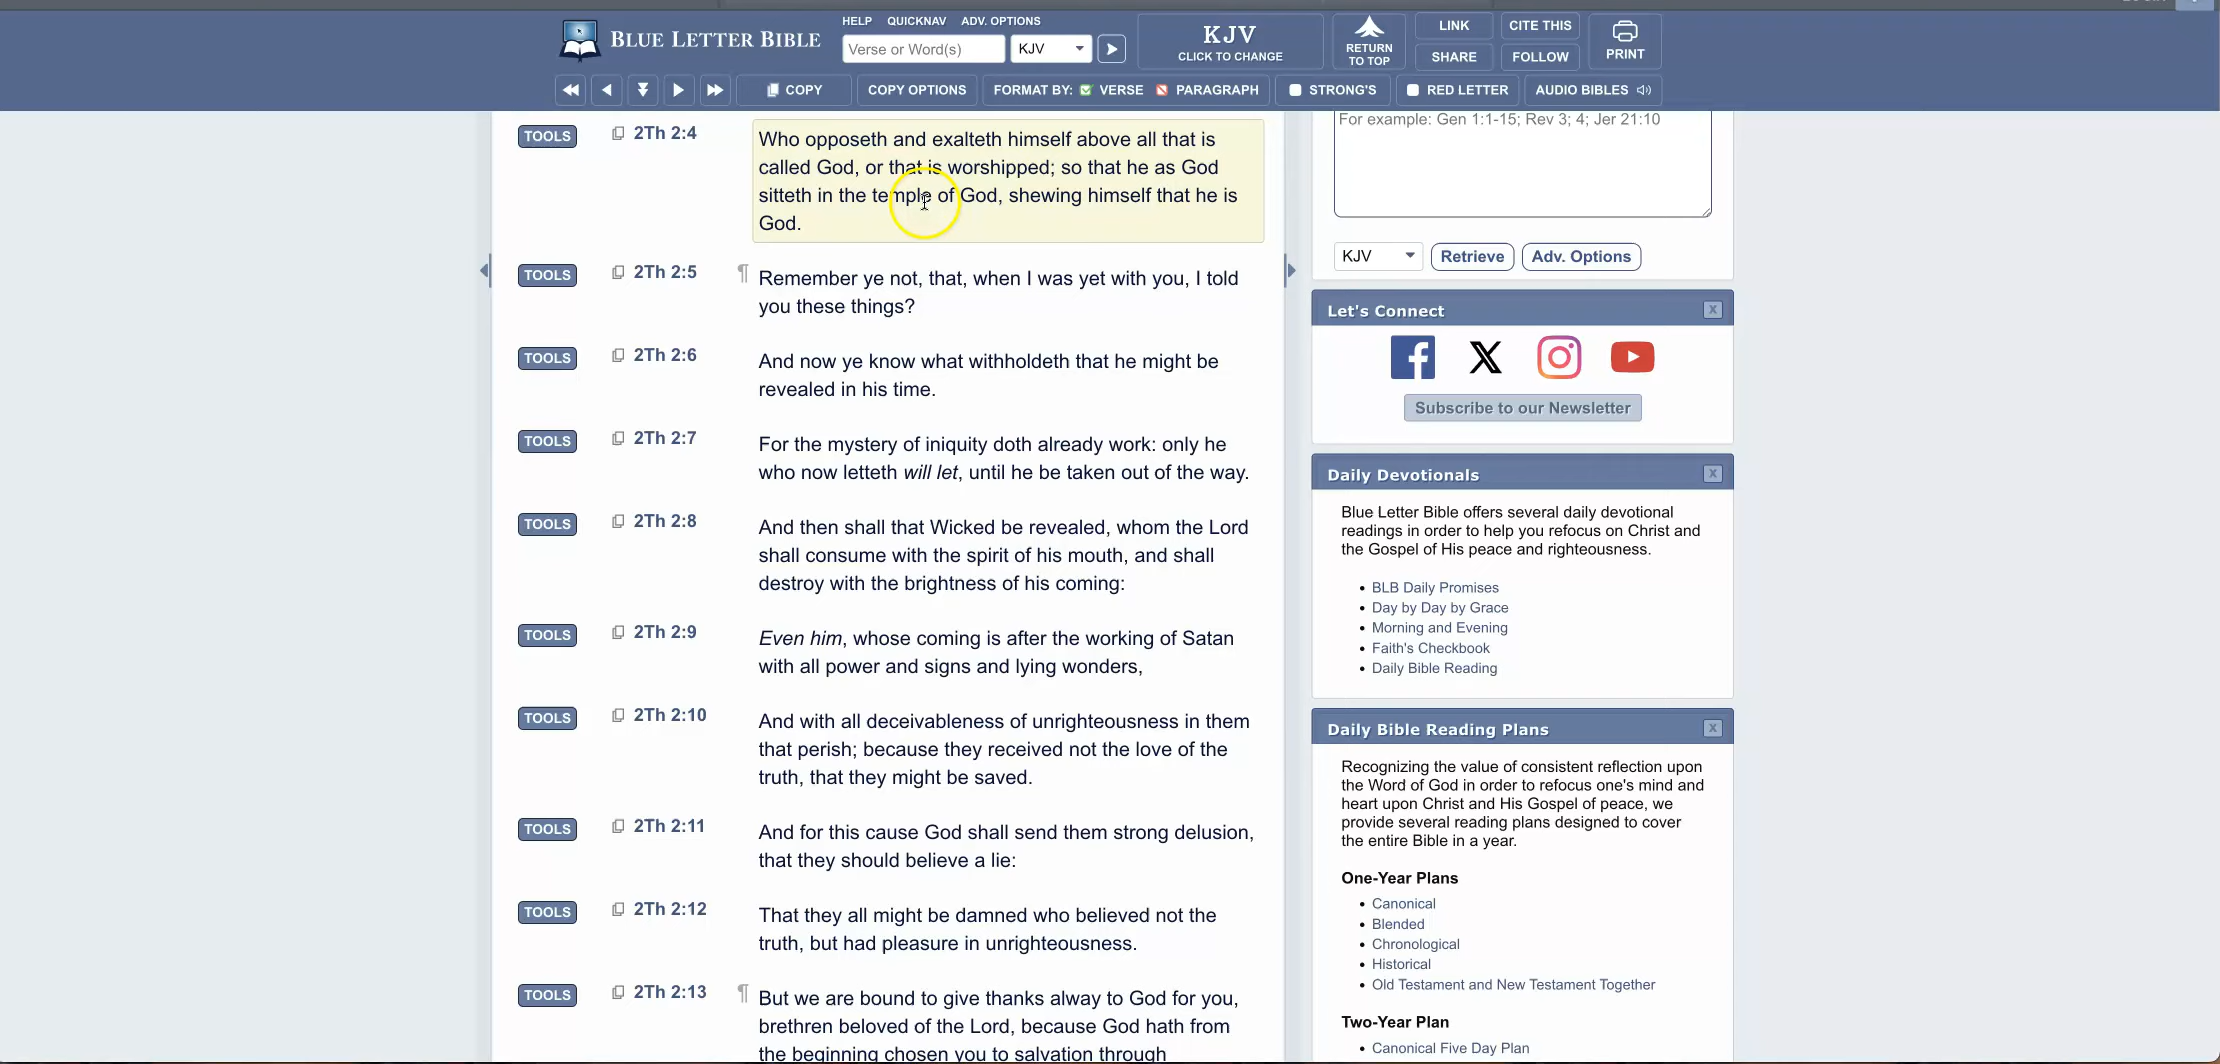 BLUE LETTER BIBLE
HELP QUICKNAV ADV. OPTIONS
Verse or Word(s)
KJV
KJV
CLICK TO CHANGE
RETURN
TO TOP
LINK
CITE THIS
SHARE
FOLLOW
PRINT
COPY
COPY OPTIONS
FORMAT BY: VERSE PARAGRAPH
STRONG'S
RED LETTER
AUDIO BIBLES
TOOLS 2Th 2:4
Who opposeth and exalteth himself above all that is
called God, or that is worshipped; so that he as God
sitteth in the temple of God, shewing himself that he is
God.
TOOLS 2Th 2:5
¶ Remember ye not, that, when I was yet with you, I told
you these things?
TOOLS 2Th 2:6
And now ye know what withholdeth that he might be
revealed in his time.
TOOLS 2Th 2:7
For the mystery of iniquity doth already work: only he
who now letteth will let, until he be taken out of the way.
TOOLS 2Th 2:8
And then shall that Wicked be revealed, whom the Lord
shall consume with the spirit of his mouth, and shall
destroy with the brightness of his coming:
TOOLS 2Th 2:9
Even him, whose coming is after the working of Satan
with all power and signs and lying wonders,
TOOLS 2Th 2:10
And with all deceivableness of unrighteousness in them
that perish; because they received not the love of the
truth, that they might be saved.
TOOLS 2Th 2:11
And for this cause God shall send them strong delusion,
that they should believe a lie:
TOOLS 2Th 2:12
That they all might be damned who believed not the
truth, but had pleasure in unrighteousness.
TOOLS 2Th 2:13
¶ But we are bound to give thanks alway to God for you,
brethren beloved of the Lord, because God hath from
the beginning chosen you to salvation through
For example: Gen 1:1-15; Rev 3; 4; Jer 21:10
KJV
Retrieve
Adv. Options
Let's Connect X
Subscribe to our Newsletter
Daily Devotionals X
Blue Letter Bible offers several daily devotional
readings in order to help you refocus on Christ and
the Gospel of His peace and righteousness.
• BLB Daily Promises
• Day by Day by Grace
• Morning and Evening
• Faith's Checkbook
• Daily Bible Reading
Daily Bible Reading Plans X
Recognizing the value of consistent reflection upon
the Word of God in order to refocus one's mind and
heart upon Christ and His Gospel of peace, we
provide several reading plans designed to cover
the entire Bible in a year.
One-Year Plans
• Canonical
• Blended
• Chronological
• Historical
• Old Testament and New Testament Together
Two-Year Plan
• Canonical Five Day Plan